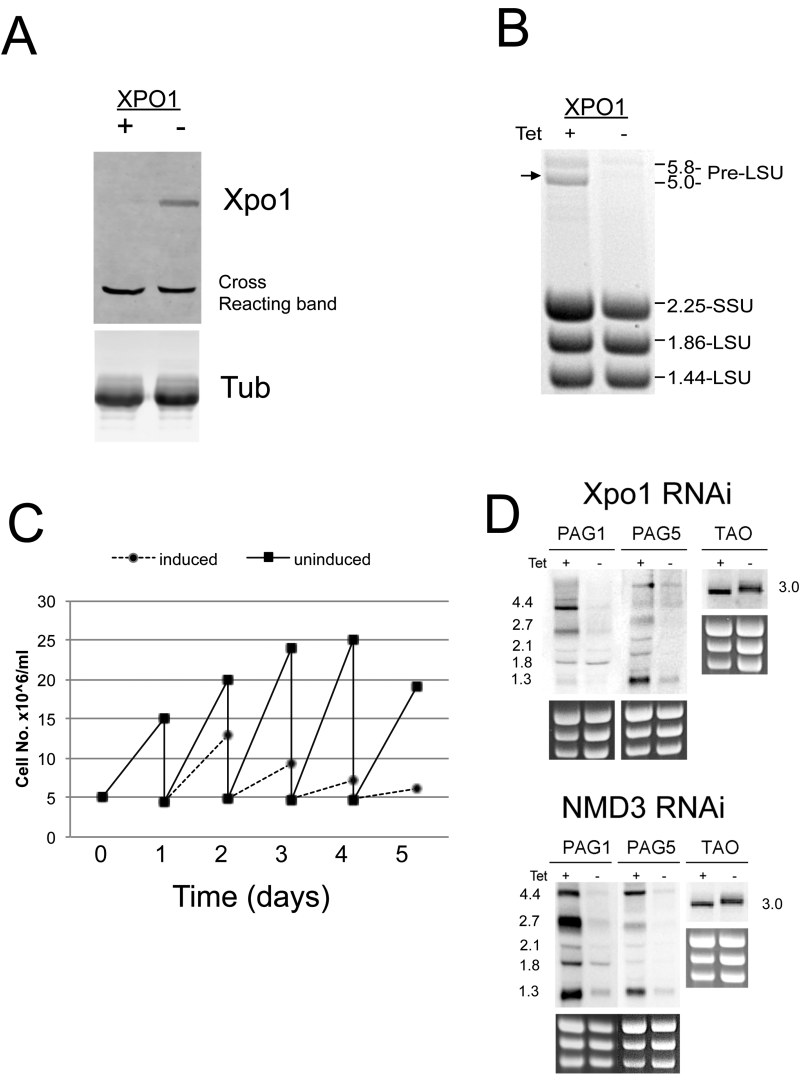 A
XPO1
+ -
Xpo1
Cross
Reacting band
Tub
B
XPO1
Tet + -
5.8-
5.0-
Pre-LSU
2.25-SSU
1.86-LSU
1.44-LSU
C
induced uninduced
Cell No. x10^6/ml
30
25
20
15
10
5
0
0 1 2 3 4 5
Time (days)
D
Xpo1 RNAi
PAG1 PAG5 TAO
Tet + - + - + -
4.4
2.7
2.1
1.8
1.3
3.0
NMD3 RNAi
PAG1 PAG5 TAO
Tet + - + - + -
4.4
2.7
2.1
1.8
1.3
3.0